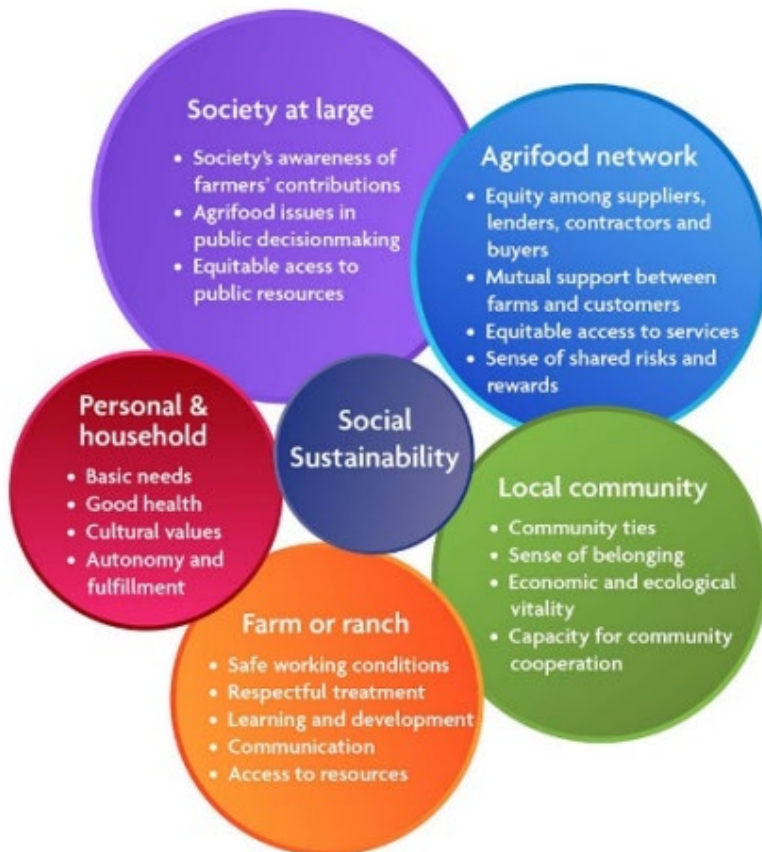 Society at large
• Society's awareness of
farmers' contributions
• Agrifood issues in
public decisionmaking
• Equitable acess to
public resources
Agrifood network
• Equity among suppliers,
lenders, contractors and
buyers
• Mutual support between
farms and customers
• Equitable access to services
• Sense of shared risks and
rewards
Personal &
household
• Basic needs
• Good health
• Cultural values
• Autonomy and
fulfillment
Social
Sustainability
Local community
• Community ties
• Sense of belonging
• Economic and ecological
vitality
• Capacity for community
cooperation
Farm or ranch
• Safe working conditions
• Respectful treatment
• Learning and development
• Communication
• Access to resources